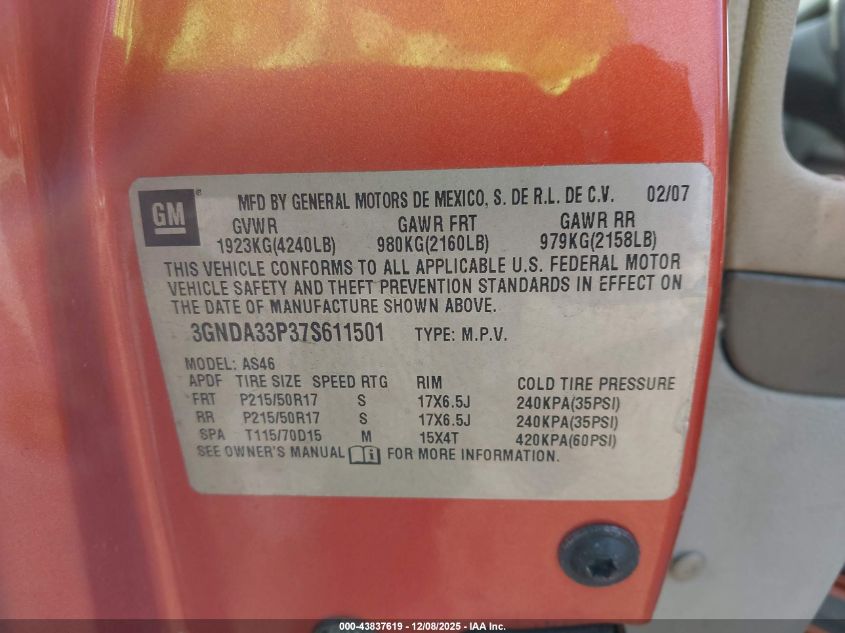 GM®
MFD BY GENERAL MOTORS DE MEXICO, S. DE R.L. DE C.V. 02/07
GVWR GAWR FRT GAWR RR
1923KG(4240LB) 980KG(2160LB) 979KG(2158LB)
THIS VEHICLE CONFORMS TO ALL APPLICABLE U.S. FEDERAL MOTOR
VEHICLE SAFETY AND THEFT PREVENTION STANDARDS IN EFFECT ON
THE DATE OF MANUFACTURE SHOWN ABOVE.
3GNDA33P37S611501 TYPE: M.P.V.
MODEL: AS46
APDF TIRE SIZE SPEED RTG RIM COLD TIRE PRESSURE
FRT P215/50R17 S 17X6.5J 240KPA(35PSI)
RR P215/50R17 S 17X6.5J 240KPA(35PSI)
SPA T115/70D15 M 15X4T 420KPA(60PSI)
SEE OWNER'S MANUAL i FOR MORE INFORMATION.
000-43837619 - 12/08/2025 - IAA Inc.